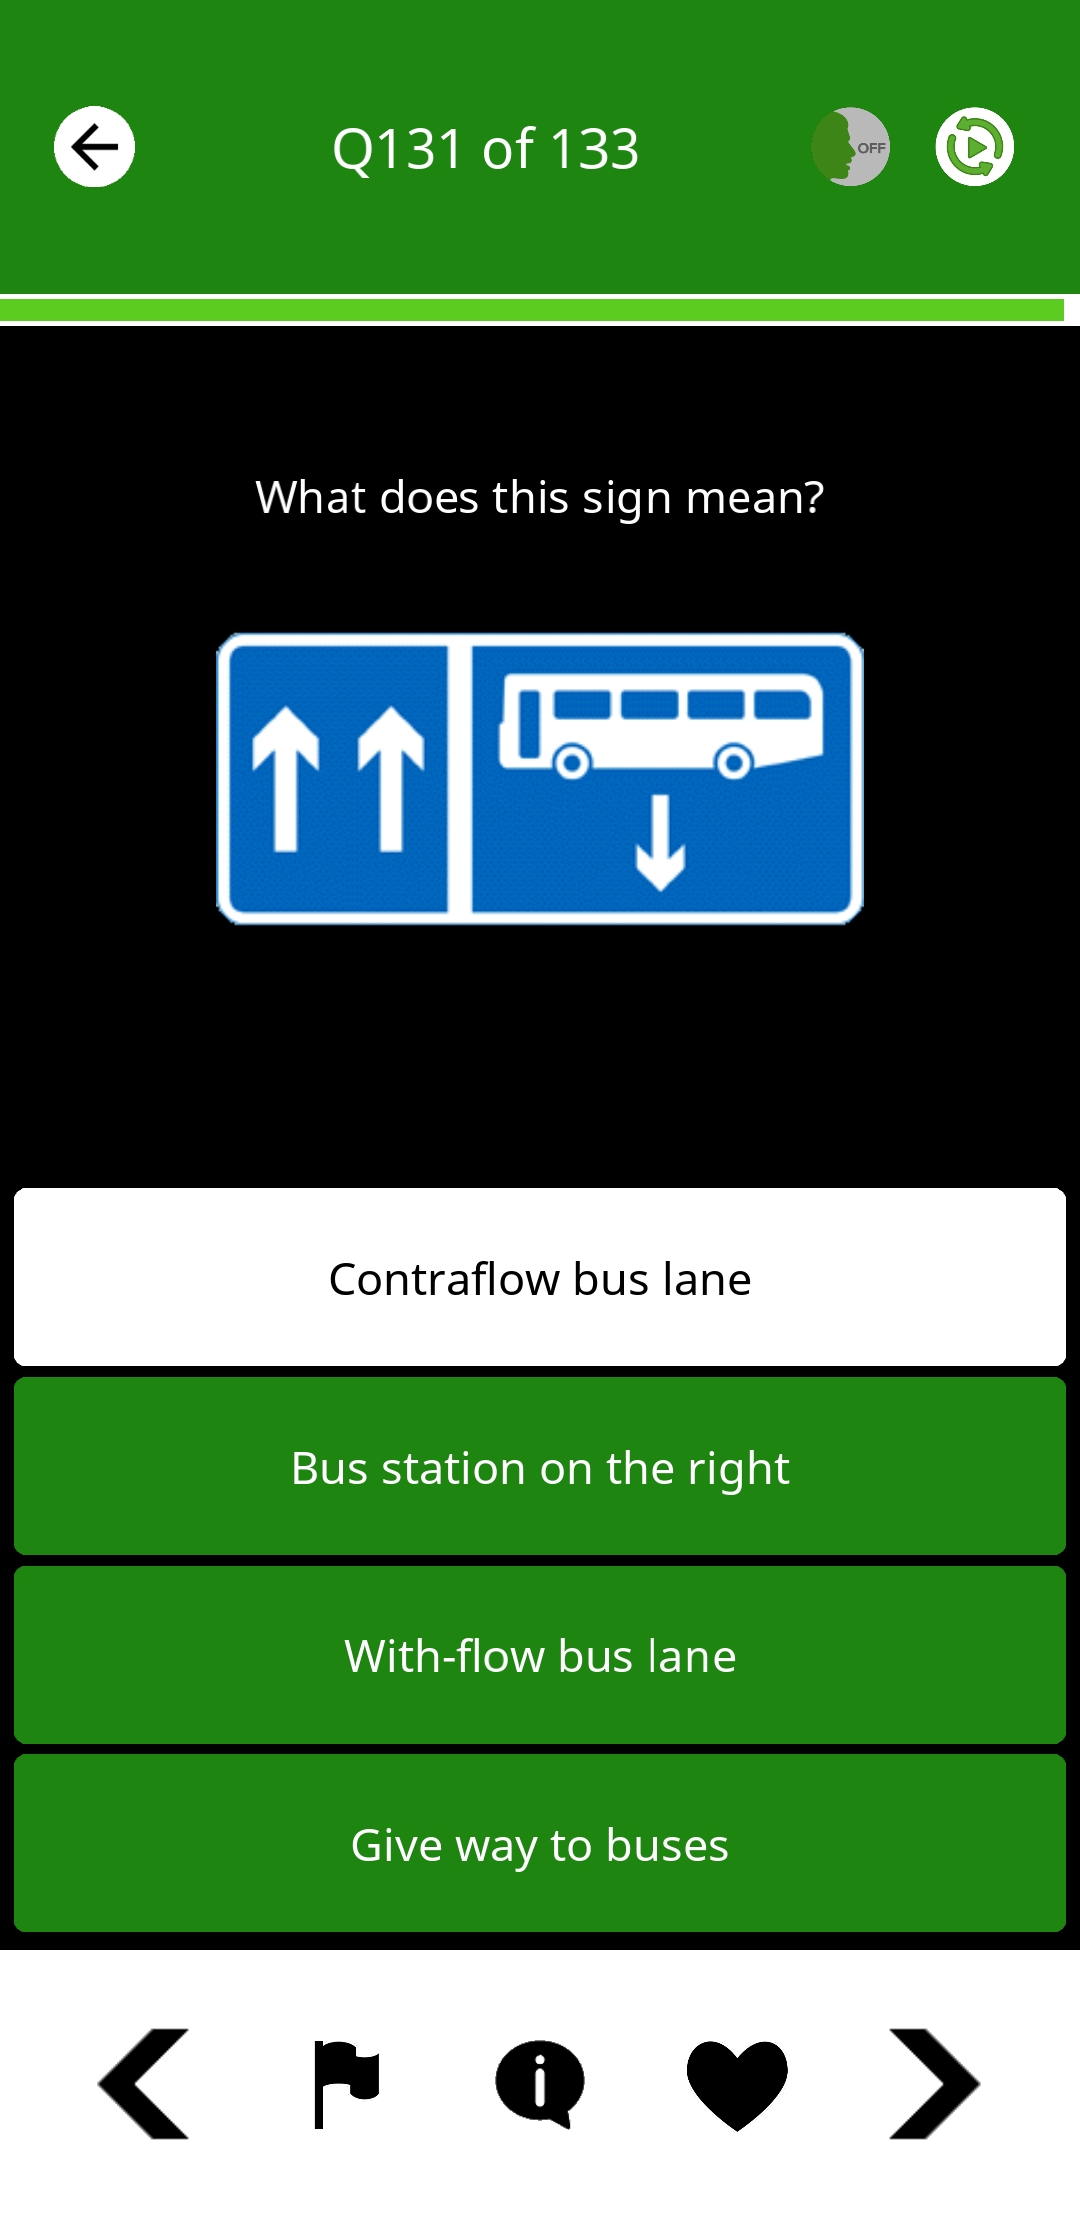 Q131 of 133
OFF
What does this sign mean?
Contraflow bus lane
Bus station on the right
With-flow bus lane
Give way to buses